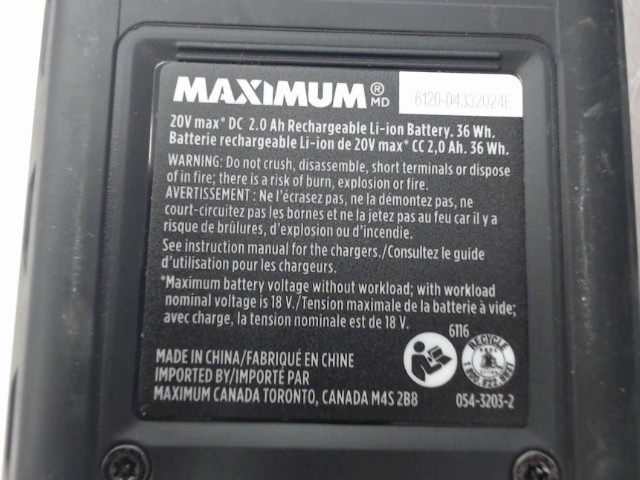 MAXIMUM® MD 6120-04332024E
20V max* DC 2.0 Ah Rechargeable Li-ion Battery. 36 Wh.
Batterie rechargeable Li-ion de 20V max* CC 2,0 Ah. 36 Wh.
WARNING: Do not crush, disassemble, short terminals or dispose
of in fire; there is a risk of burn, explosion or fire.
AVERTISSEMENT : Ne l'écrasez pas, ne la démontez pas, ne
court-circuitez pas les bornes et ne la jetez pas au feu car il y a
risque de brûlures, d'explosion ou d'incendie.
See instruction manual for the chargers./Consultez le guide
d'utilisation pour les chargeurs.
*Maximum battery voltage without workload; with workload
nominal voltage is 18 V./Tension maximale de la batterie à vide;
avec charge, la tension nominale est de 18 V.
6116
MADE IN CHINA/FABRIQUÉ EN CHINE
IMPORTED BY/IMPORTÉ PAR
MAXIMUM CANADA TORONTO, CANADA M4S 2B8
RECYCLE
054-3203-2